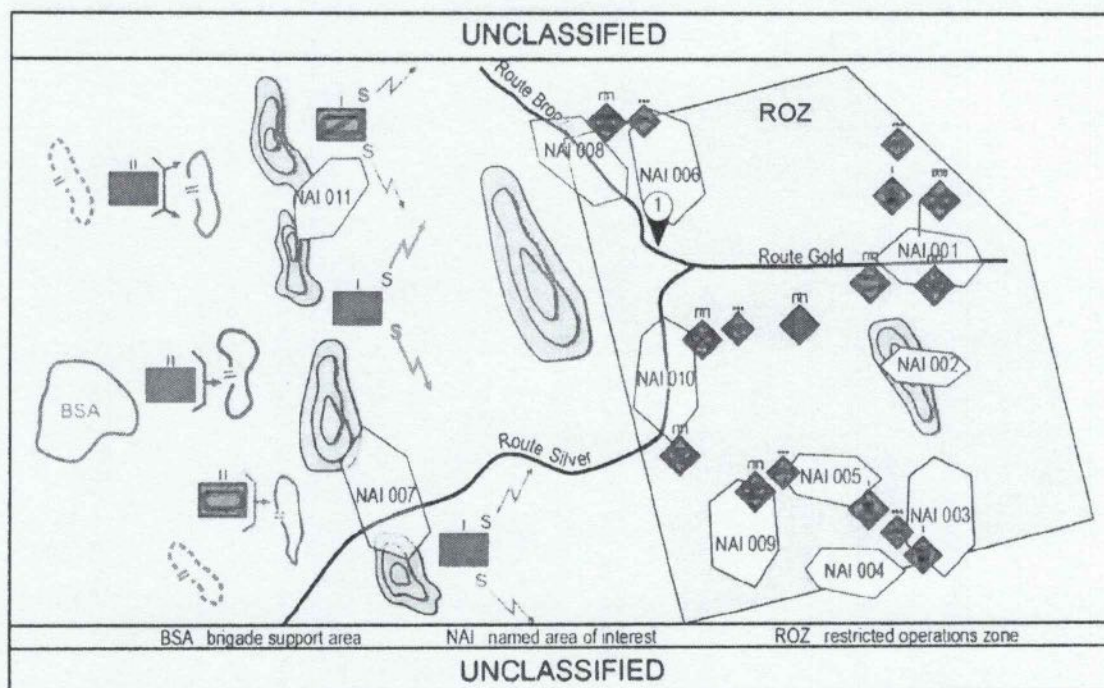 UNCLASSIFIED
Route Bron
S
ROZ
NAI 008
NAI 006
S
NAI 011
1
S
Route Gold
NAI 001
S
NAI 010
NAI 002
BSA
Route Silver
NAI 007
NAI 005
NAI 003
NAI 009
NAI 004
S
S
BSA brigade support area NAI named area of interest ROZ restricted operations zone
UNCLASSIFIED